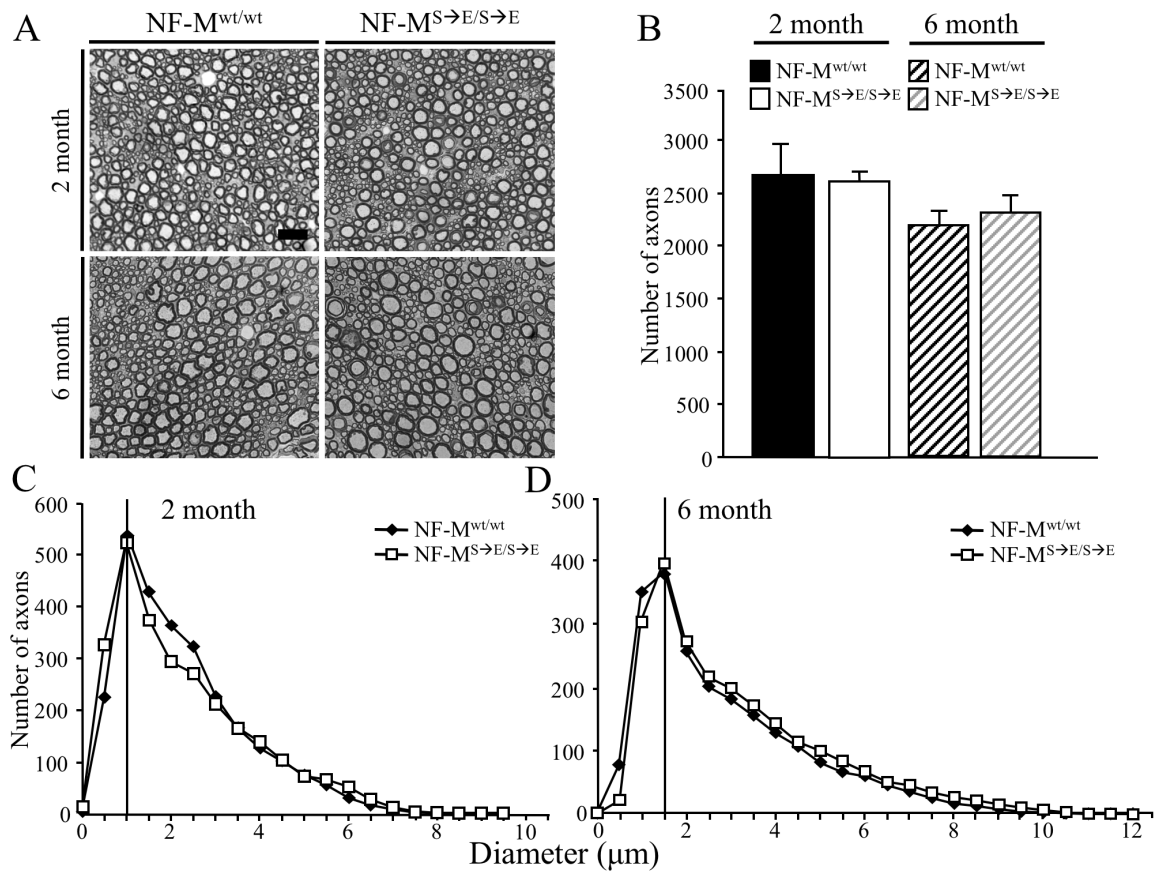 A
NF-Mwt/wt
NF-MS→E/S→E
2 month
6 month
B
2 month
6 month
NF-Mwt/wt
NF-Mwt/wt
NF-MS→E/S→E
NF-MS→E/S→E
Number of axons
3500
3000
2500
2000
1500
1000
500
0
C
2 month
NF-Mwt/wt
NF-MS→E/S→E
Number of axons
600
500
400
300
200
100
0
0 2 4 6 8 10
D
6 month
NF-Mwt/wt
NF-MS→E/S→E
500
400
300
200
100
0
0 2 4 6 8 10 12
Diameter (μm)